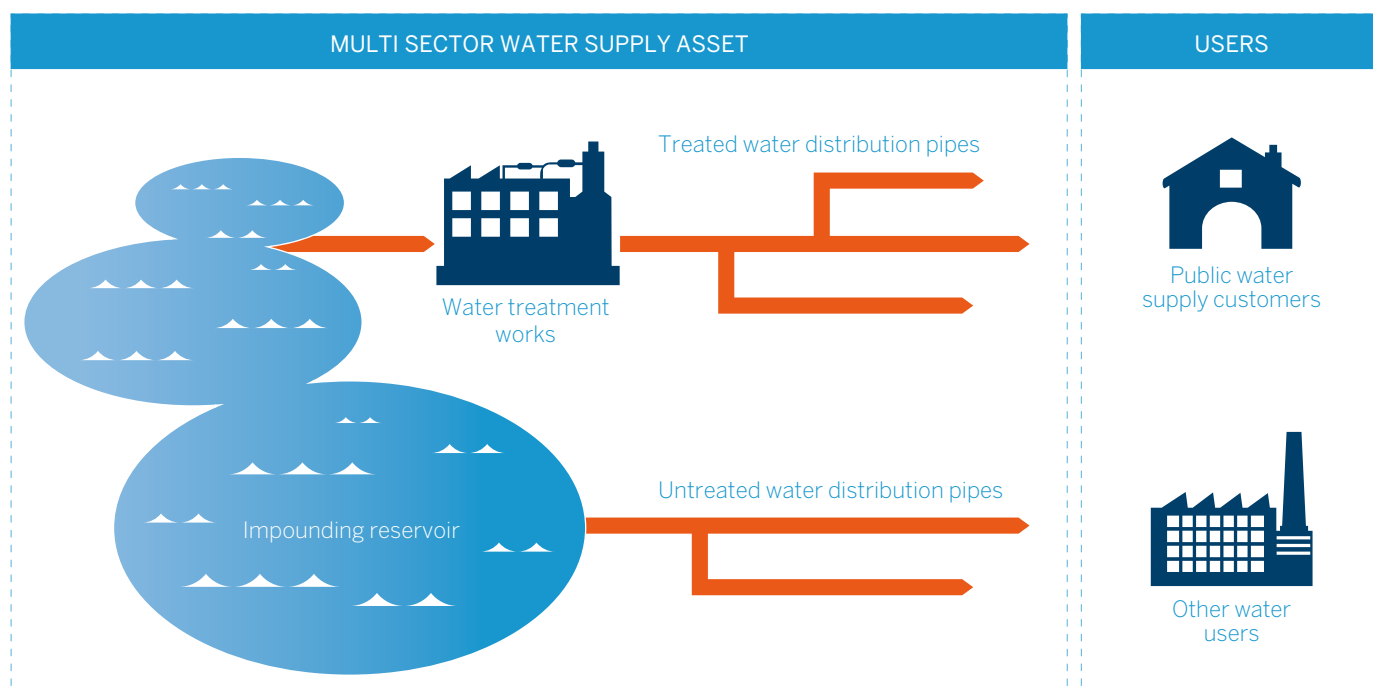 MULTI SECTOR WATER SUPPLY ASSET
USERS
Treated water distribution pipes
Water treatment
works
Public water
supply customers
Untreated water distribution pipes
Impounding reservoir
Other water
users